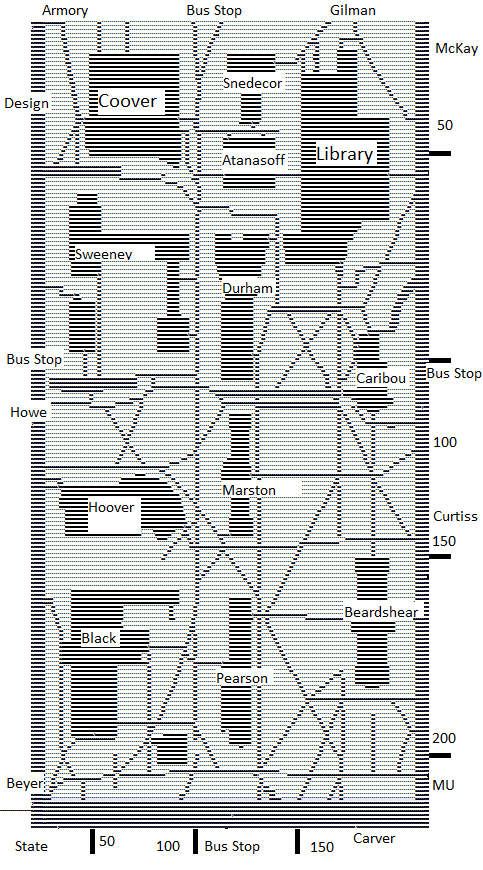 Armory Bus Stop Gilman
McKay
Snedecor
Design Coover
50
Atanasoff Library
Sweeney
Durham
Bus Stop
Caribou Bus Stop
Howe
100
Marston
Hoover
Curtiss
150
Beardshear
Black
Pearson
200
Beyer MU
State 50 100 Bus Stop 150 Carver